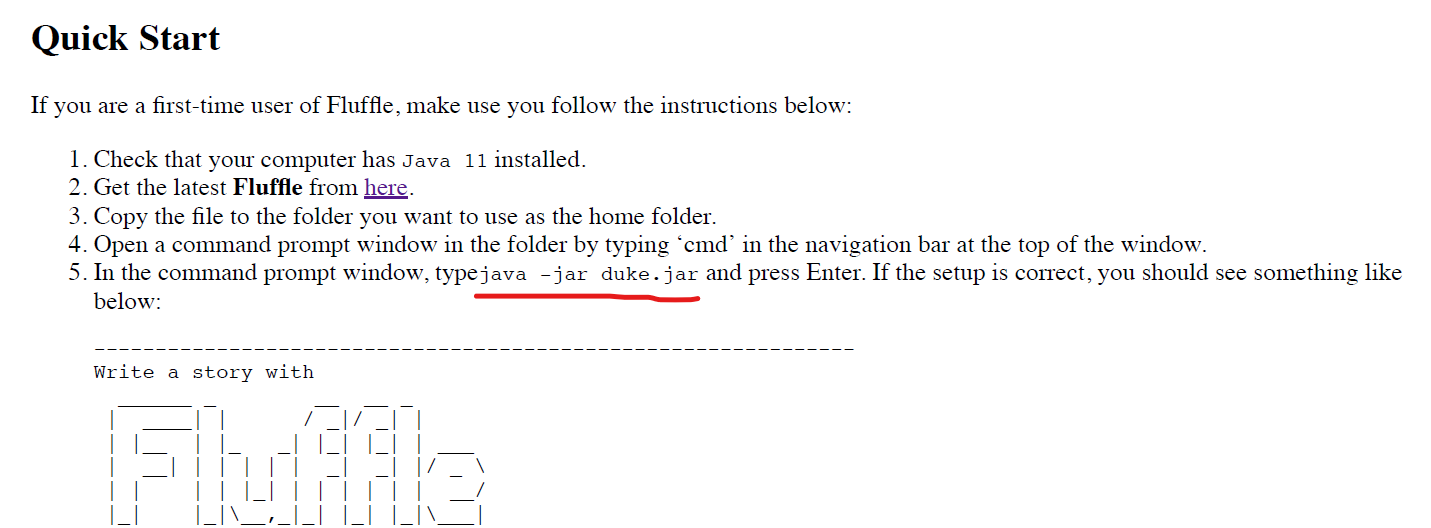 Quick Start
If you are a first-time user of Fluffle, make use you follow the instructions below:
1. Check that your computer has Java 11 installed.
2. Get the latest Fluffle from here.
3. Copy the file to the folder you want to use as the home folder.
4. Open a command prompt window in the folder by typing ‘cmd’ in the navigation bar at the top of the window.
5. In the command prompt window, type java -jar duke.jar and press Enter. If the setup is correct, you should see something like
below:
--------------------------------------------------------------
Write a story with
Fluffle